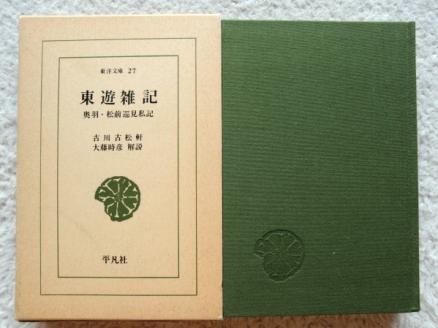 東洋文庫 27
東遊雑記
奥羽・松前巡見私記
古川古松軒
大藤時彦 解説
平凡社